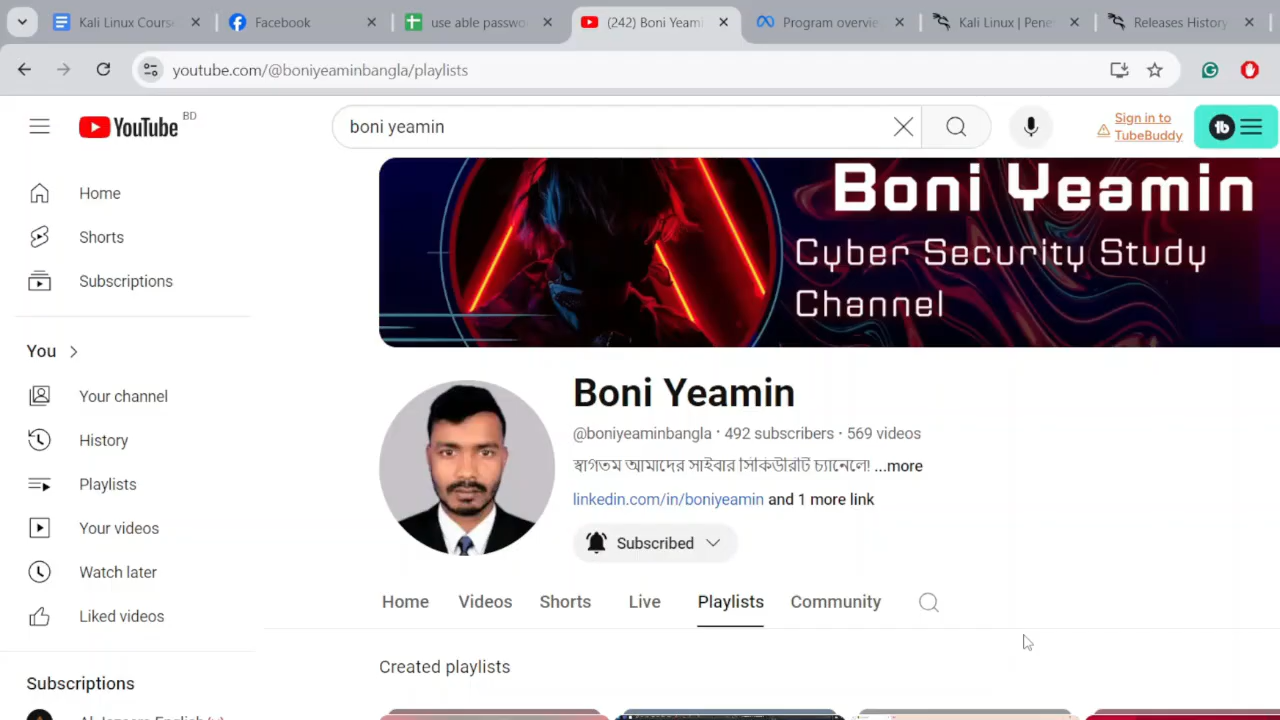 Kali Linux Cours
Facebook
use able passwo
(242) Boni Yeam
Program overvie
Kali Linux | Pene
Releases History
youtube.com/@boniyeaminbangla/playlists
YouTube BD
boni yeamin
Sign in to
TubeBuddy
tb
Home
Shorts
Subscriptions
You
Your channel
History
Playlists
Your videos
Watch later
Liked videos
Subscriptions
Boni Yeamin
Cyber Security Study
Channel
Boni Yeamin
@boniyeaminbangla · 492 subscribers · 569 videos
স্বাগতম আমাদের সাইবার সিকিউরিটি চ্যানেলে! ...more
linkedin.com/in/boniyeamin and 1 more link
Subscribed
Home Videos Shorts Live Playlists Community
Created playlists